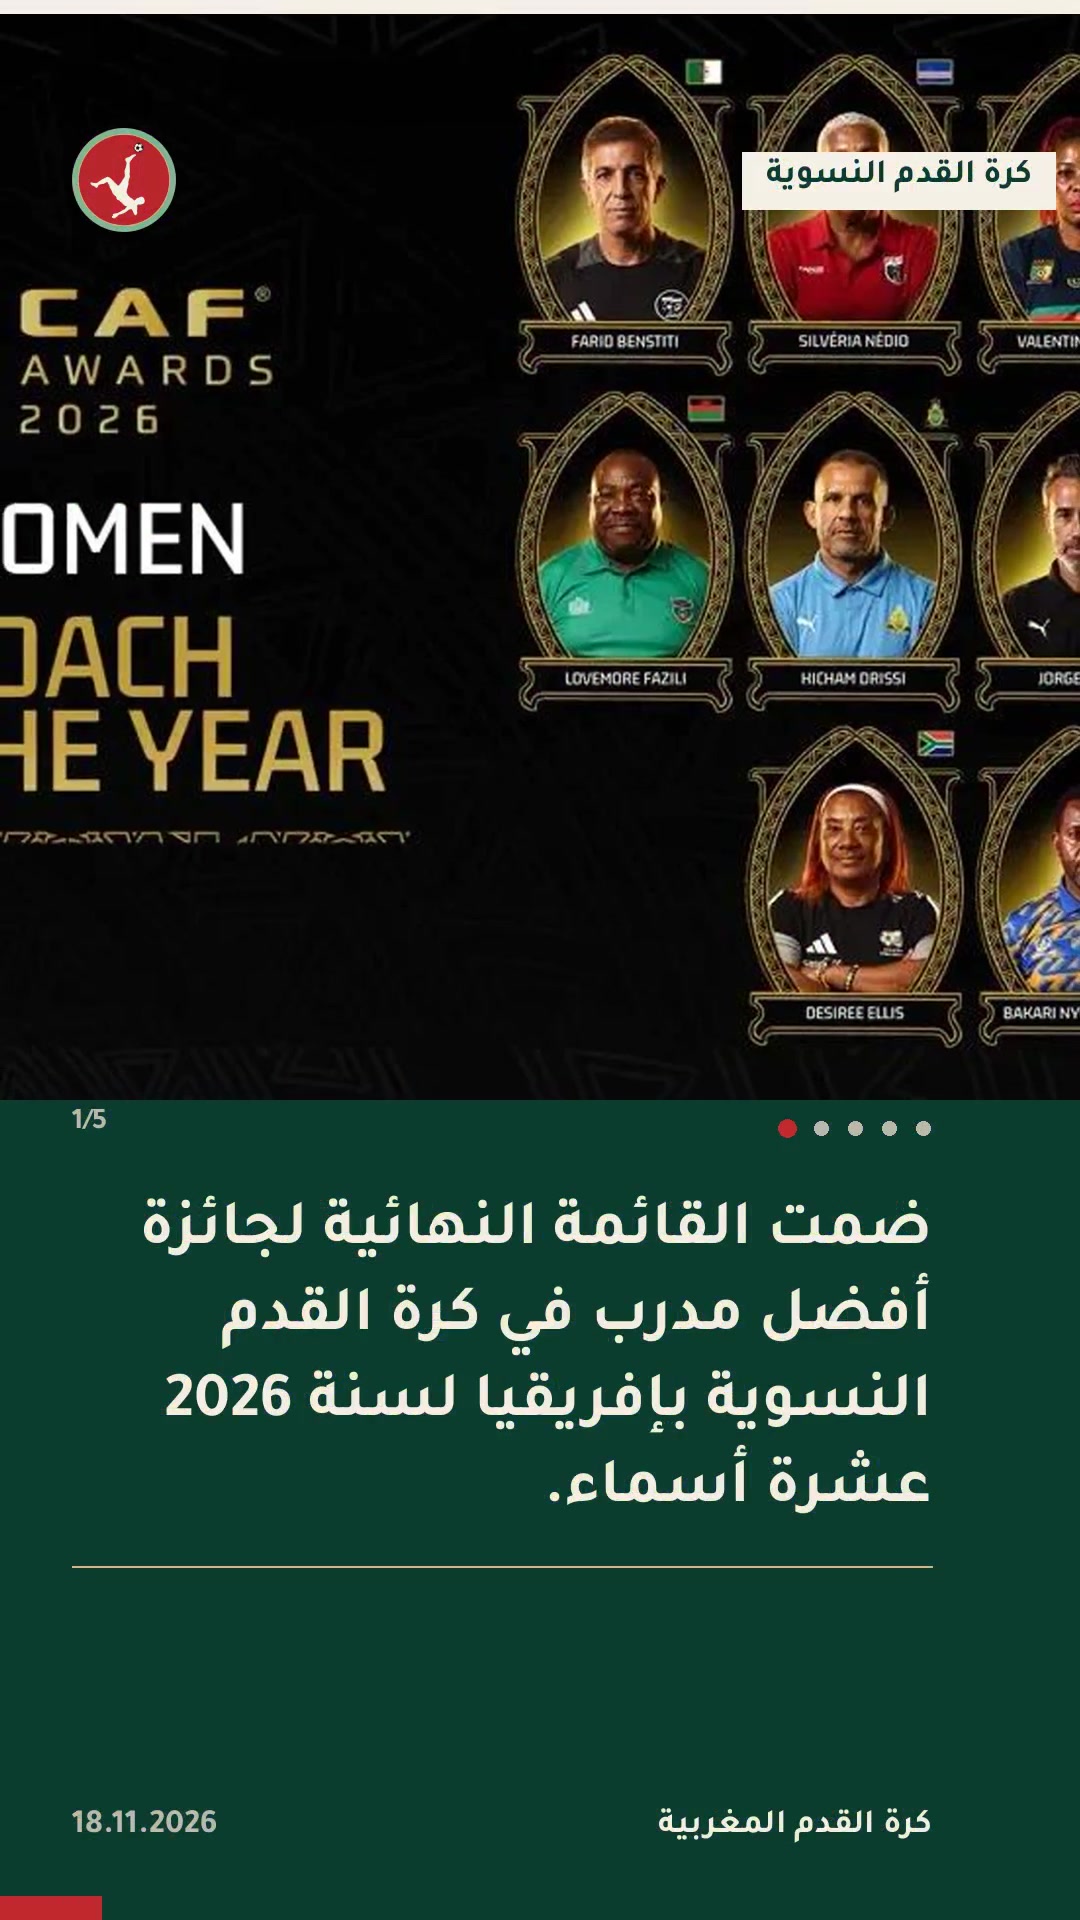 كرة القدم النسوية
CAF®
AWARDS
2026
OMEN
OACH
HE YEAR
FARID BENSTITI
SILVÉRIA NÉDIO
VALENTIN
LOVEMORE FAZILI
HICHAM DRISSI
JORGE
DESIREE ELLIS
BAKARI NY
1/5
ضمت القائمة النهائية لجائزة
أفضل مدرب في كرة القدم
النسوية بإفريقيا لسنة 2026
عشرة أسماء.
كرة القدم المغربية
18.11.2026